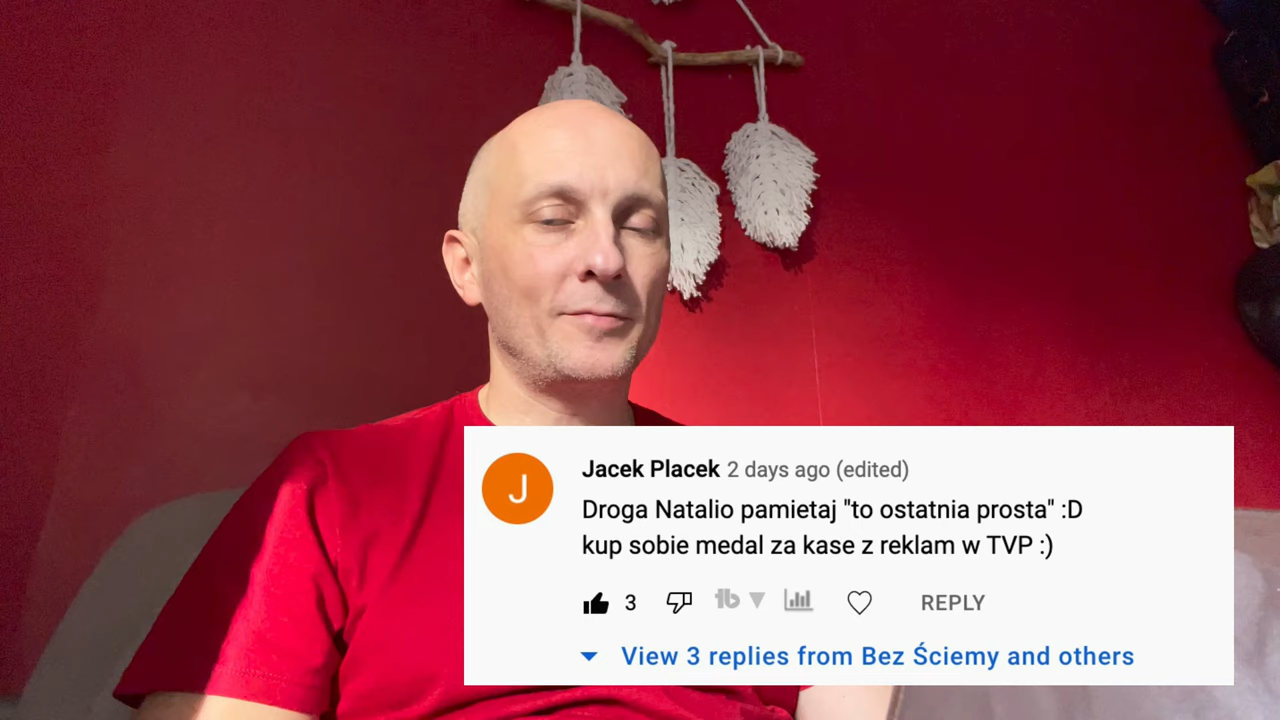 J
Jacek Placek 2 days ago (edited)
Droga Natalio pamietaj "to ostatnia prosta" :D
kup sobie medal za kase z reklam w TVP :)
3
tb
REPLY
View 3 replies from Bez Ściemy and others